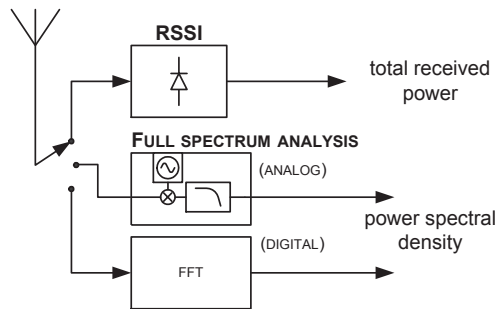 RSSI
total received
power
FULL SPECTRUM ANALYSIS
(ANALOG)
power spectral
density
(DIGITAL)
FFT